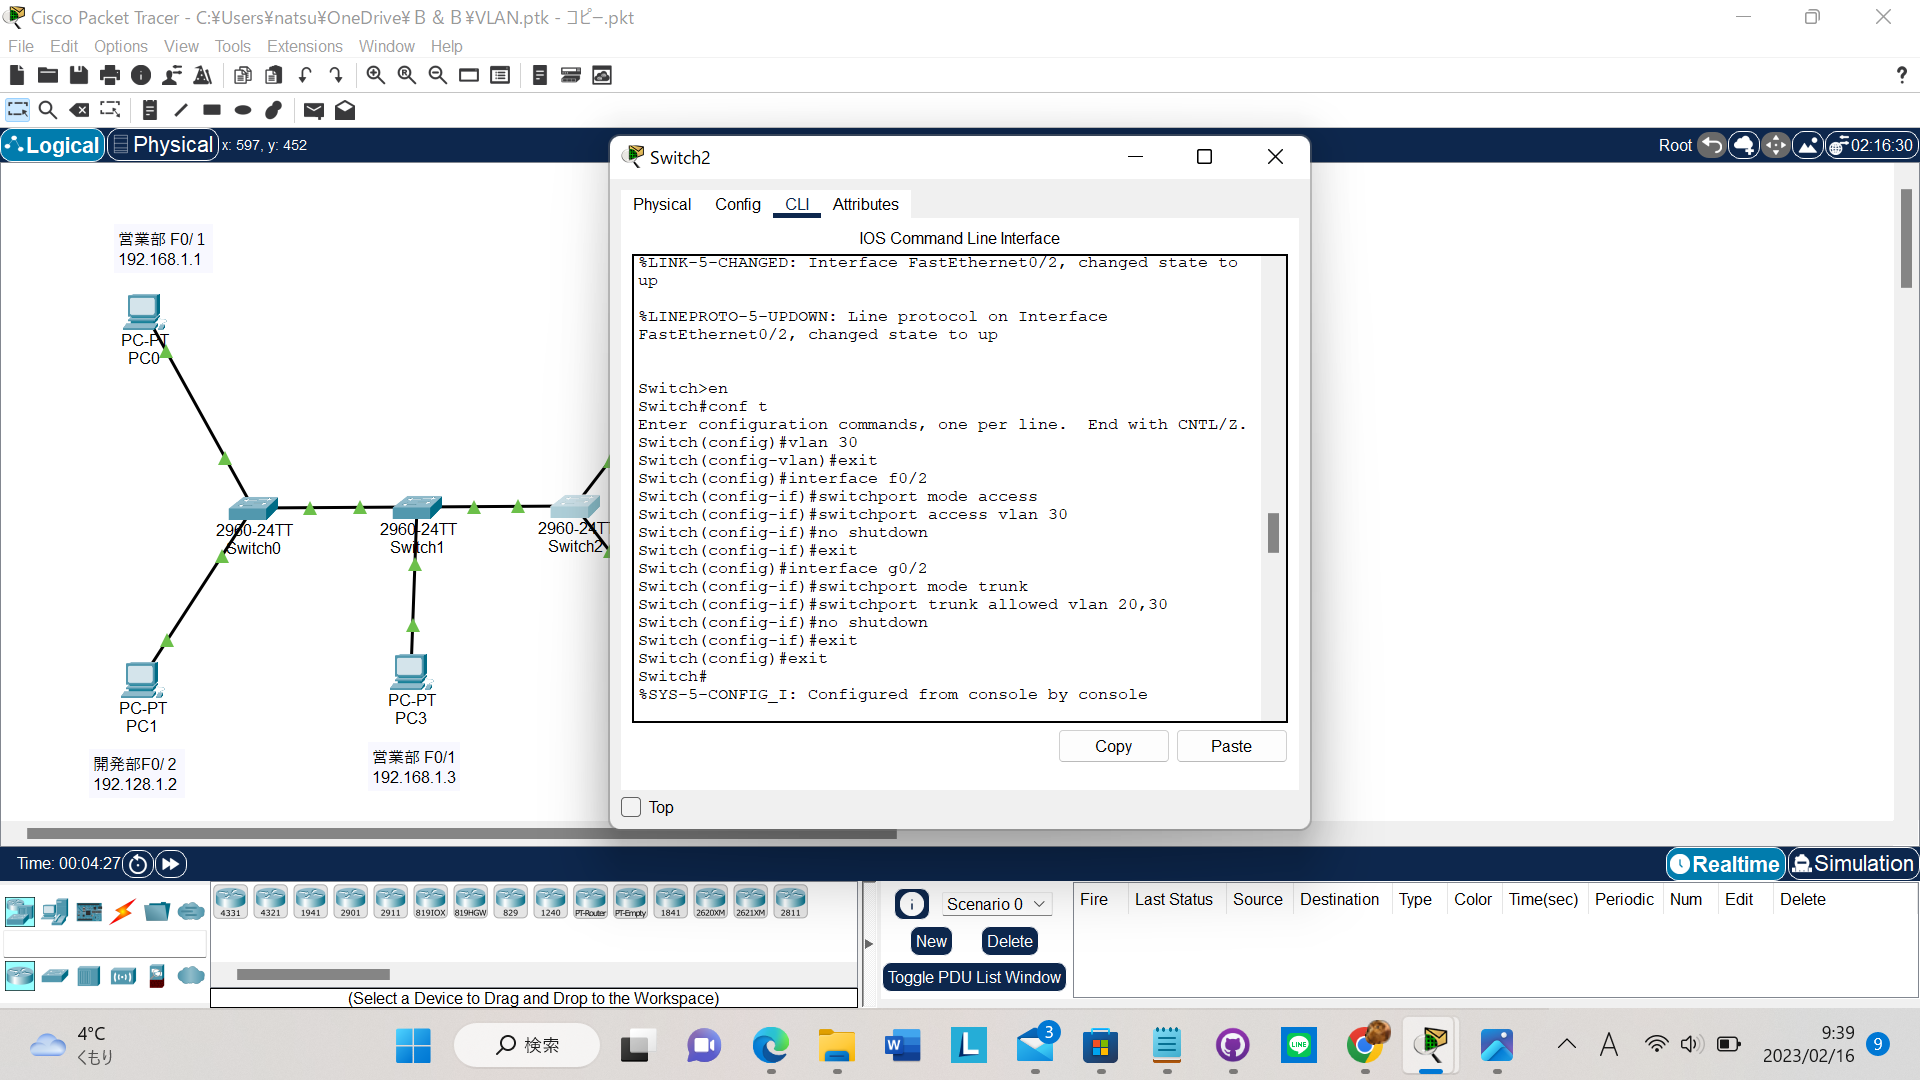 Cisco Packet Tracer - C:¥Users¥natsu¥OneDrive¥Ｂ＆Ｂ¥VLAN.ptk - コピー.pkt
File Edit Options View Tools Extensions Window Help
Logical Physical x: 597, y: 452 Root 02:16:30
営業部 F0/ 1
192.168.1.1
PC-PT
PC0
2960-24TT
Switch0
2960-24TT
Switch1
2960-24TT
Switch2
PC-PT
PC1
開発部F0/ 2
192.128.1.2
PC-PT
PC3
営業部 F0/1
192.168.1.3
Switch2
Physical Config CLI Attributes
IOS Command Line Interface
%LINK-5-CHANGED: Interface FastEthernet0/2, changed state to
up
%LINEPROTO-5-UPDOWN: Line protocol on Interface
FastEthernet0/2, changed state to up
Switch>en
Switch#conf t
Enter configuration commands, one per line. End with CNTL/Z.
Switch(config)#vlan 30
Switch(config-vlan)#exit
Switch(config)#interface f0/2
Switch(config-if)#switchport mode access
Switch(config-if)#switchport access vlan 30
Switch(config-if)#no shutdown
Switch(config-if)#exit
Switch(config)#interface g0/2
Switch(config-if)#switchport mode trunk
Switch(config-if)#switchport trunk allowed vlan 20,30
Switch(config-if)#no shutdown
Switch(config-if)#exit
Switch(config)#exit
Switch#
%SYS-5-CONFIG_I: Configured from console by console
Copy Paste
Top
Time: 00:04:27 Realtime Simulation
4331 4321 1941 2901 2911 819IOX 819HGW 829 1240 PT-Router PT-Empty 1841 2620XM 2621XM 2811
(Select a Device to Drag and Drop to the Workspace)
Scenario 0
New Delete
Toggle PDU List Window
Fire Last Status Source Destination Type Color Time(sec) Periodic Num Edit Delete
4°C
くもり
検索
3
LINE
A
9:39
2023/02/16
9